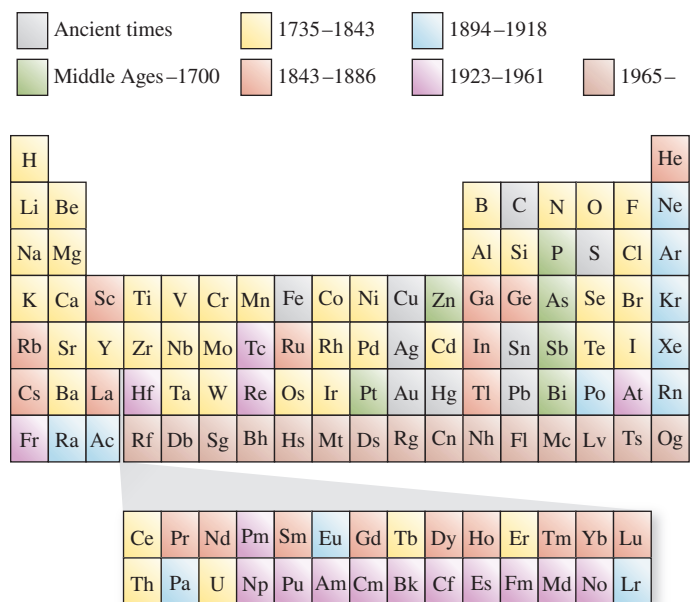 Ancient times 1735–1843 1894–1918
Middle Ages–1700 1843–1886 1923–1961 1965–
H He
Li Be B C N O F Ne
Na Mg Al Si P S Cl Ar
K Ca Sc Ti V Cr Mn Fe Co Ni Cu Zn Ga Ge As Se Br Kr
Rb Sr Y Zr Nb Mo Tc Ru Rh Pd Ag Cd In Sn Sb Te I Xe
Cs Ba La Hf Ta W Re Os Ir Pt Au Hg Tl Pb Bi Po At Rn
Fr Ra Ac Rf Db Sg Bh Hs Mt Ds Rg Cn Nh Fl Mc Lv Ts Og
Ce Pr Nd Pm Sm Eu Gd Tb Dy Ho Er Tm Yb Lu
Th Pa U Np Pu Am Cm Bk Cf Es Fm Md No Lr